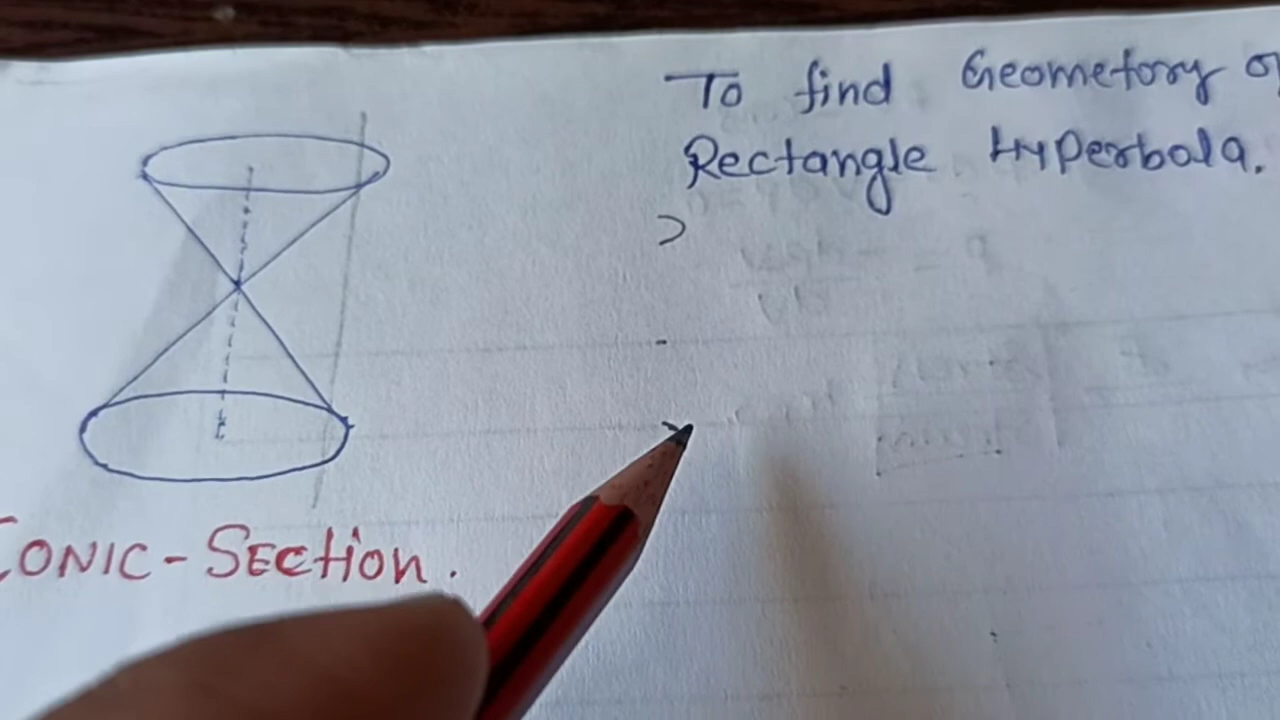 To find Geometory of
Rectangle Hyperbola.
CONIC-SECtion.